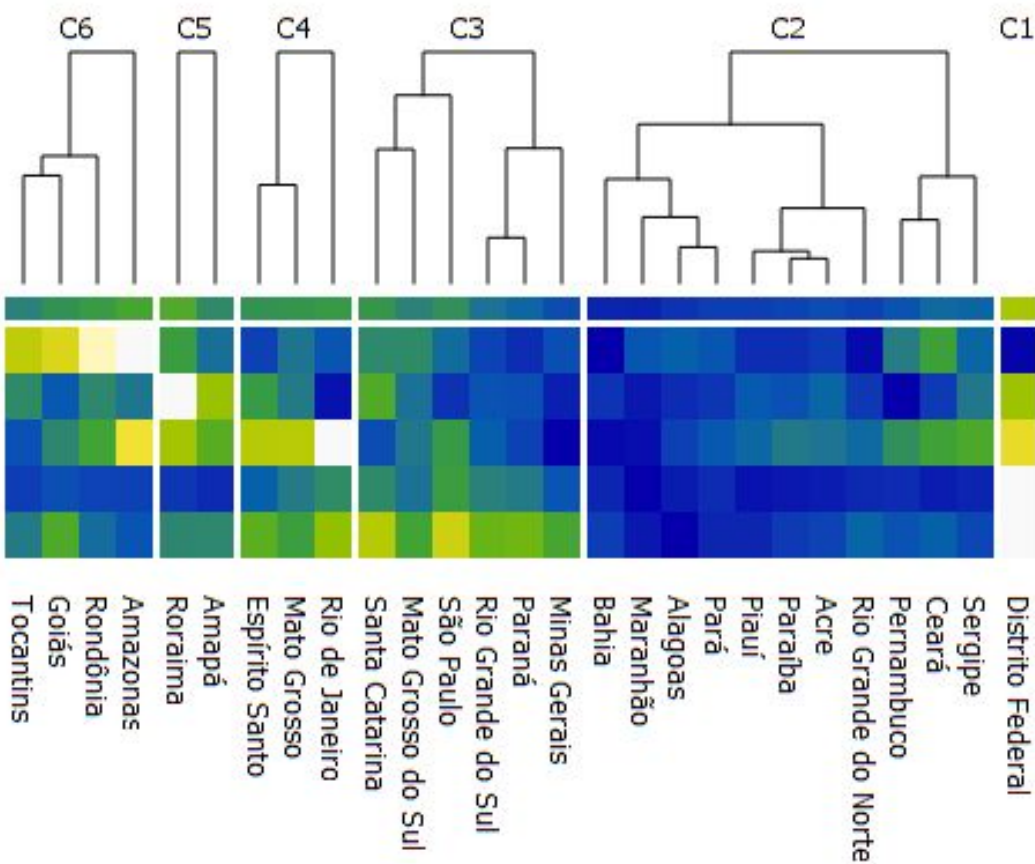 C6
C5
C4
C3
C2
C1
Tocantins
Goiás
Rondônia
Amazonas
Roraima
Amapá
Espírito Santo
Mato Grosso
Rio de Janeiro
Santa Catarina
Mato Grosso do Sul
São Paulo
Rio Grande do Sul
Paraná
Minas Gerais
Bahia
Maranhão
Alagoas
Pará
Piauí
Paraíba
Acre
Rio Grande do Norte
Pernambuco
Ceará
Sergipe
Distrito Federal